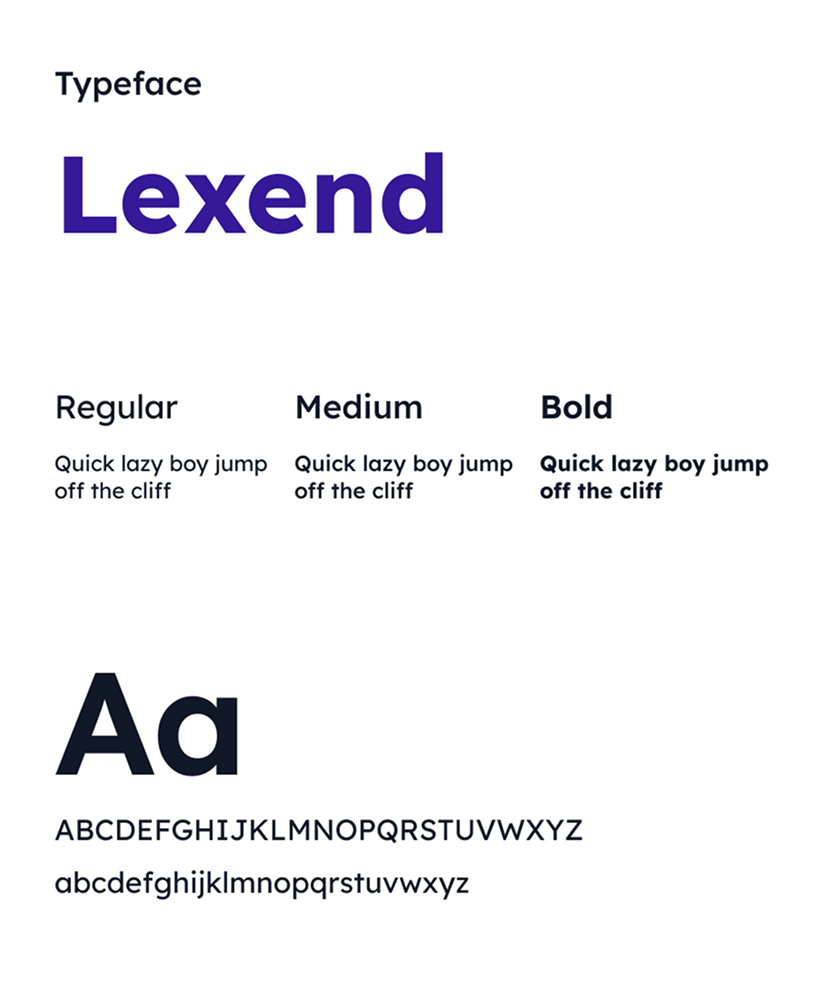 Typeface
Lexend
Regular
Quick lazy boy jump
off the cliff
Medium
Quick lazy boy jump
off the cliff
Bold
Quick lazy boy jump
off the cliff
Aa
ABCDEFGHIJKLMNOPQRSTUVWXYZ
abcdefghijklmnopqrstuvwxyz